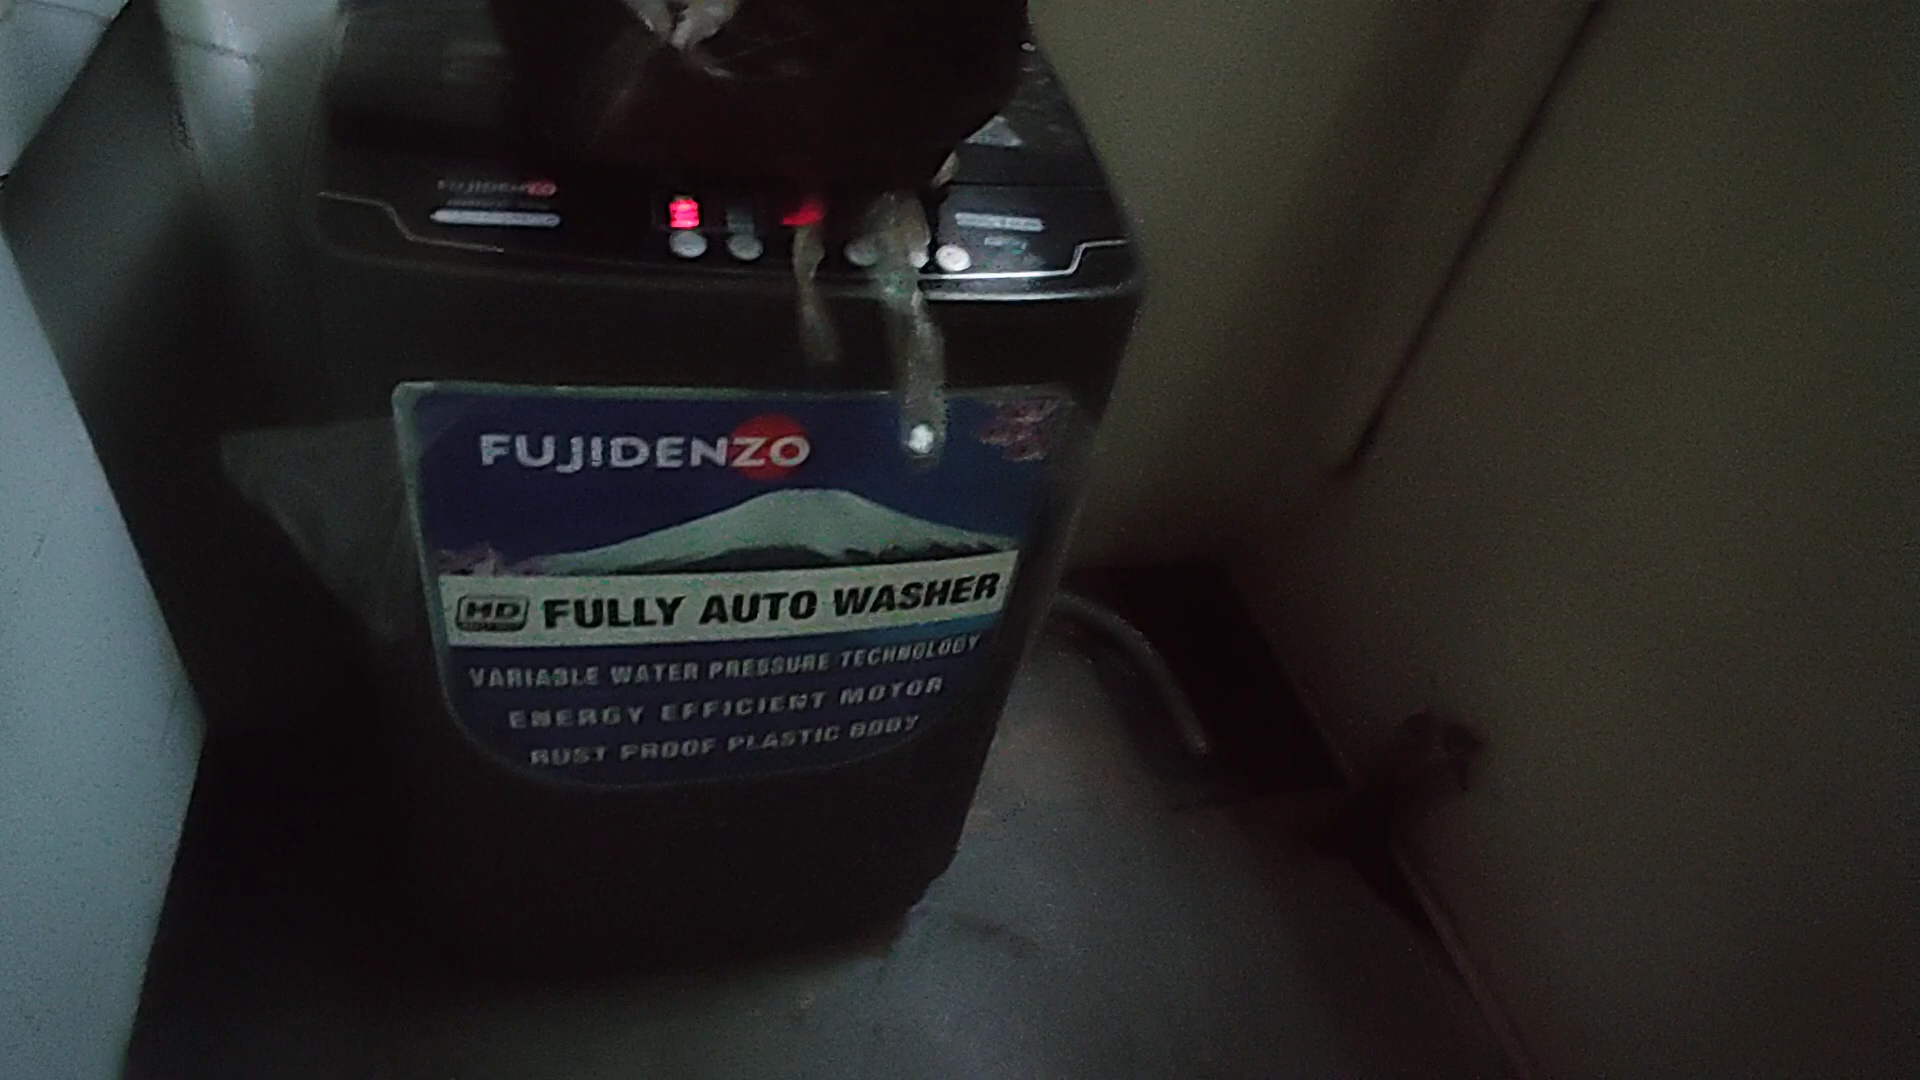 FUJIDENZO
FUJIDENZO
HD FULLY AUTO WASHER
VARIABLE WATER PRESSURE TECHNOLOGY
ENERGY EFFICIENT MOTOR
RUST PROOF PLASTIC BODY